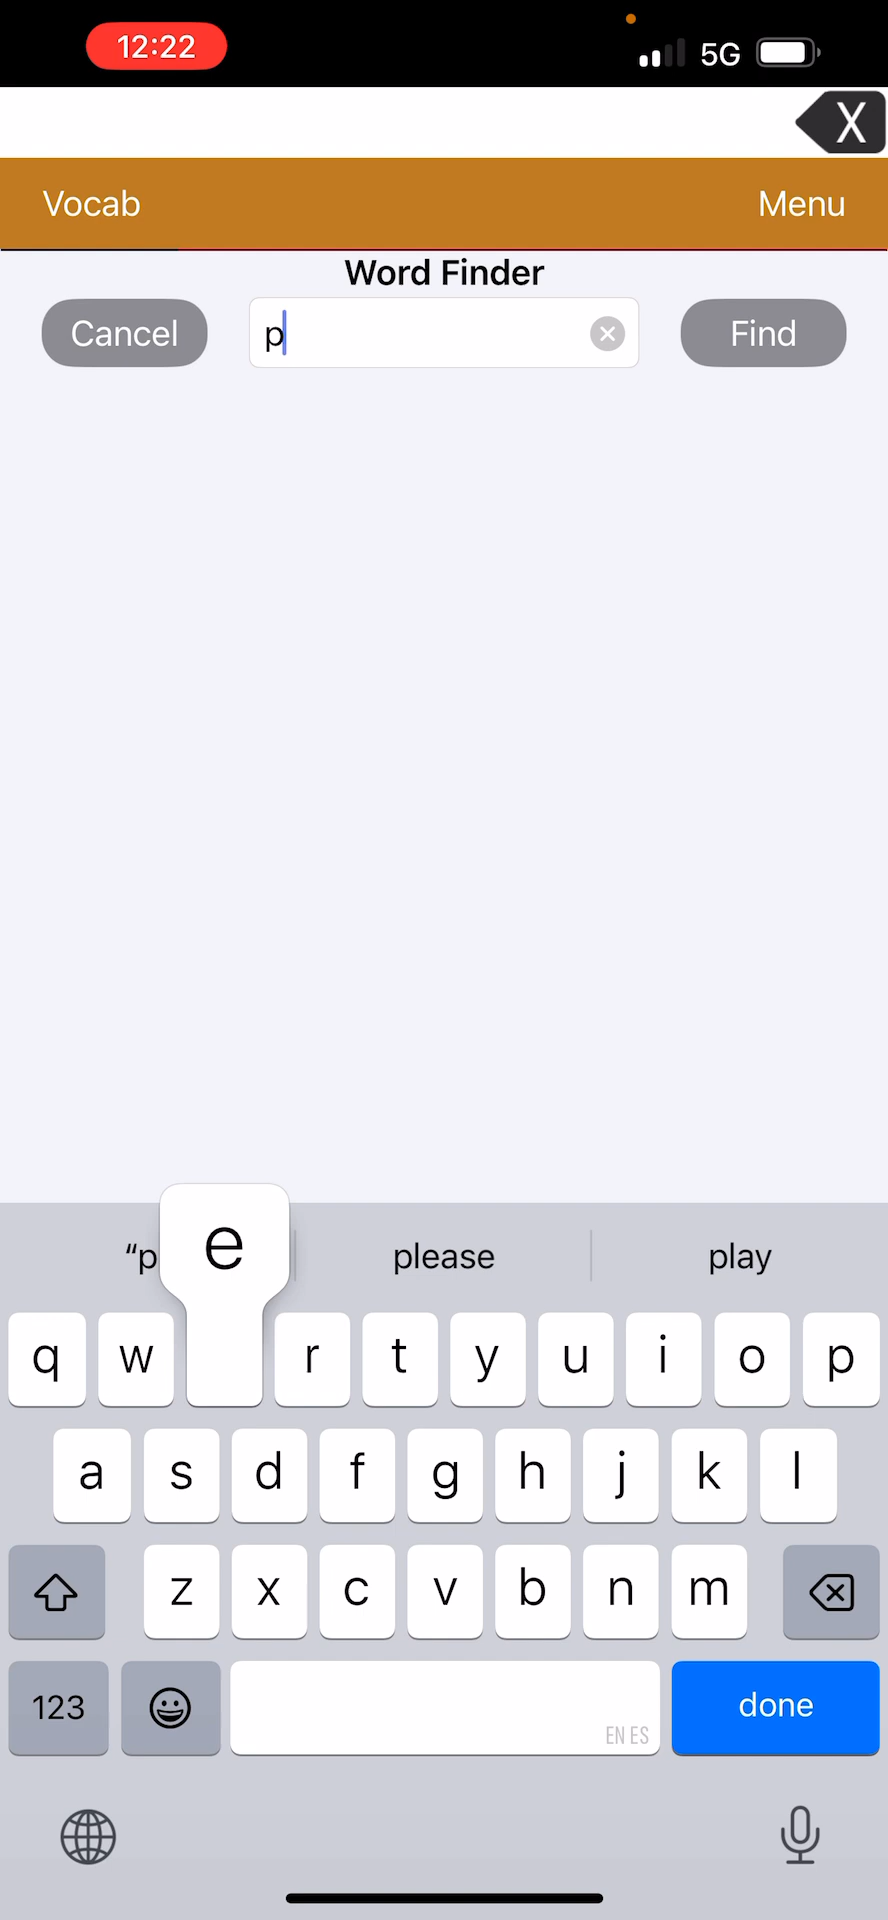 12:22
5G
X
Vocab
Menu
Word Finder
Cancel
p
Find
“p
e
please
play
q w r t y u i o p
a s d f g h j k l
z x c v b n m
123
EN ES
done